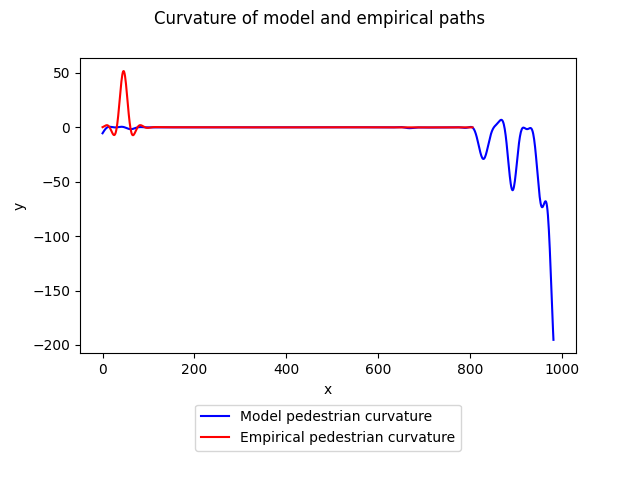 Curvature of model and empirical paths
50
0
−50
−100
−150
−200
y
0 200 400 600 800 1000
x
Model pedestrian curvature
Empirical pedestrian curvature